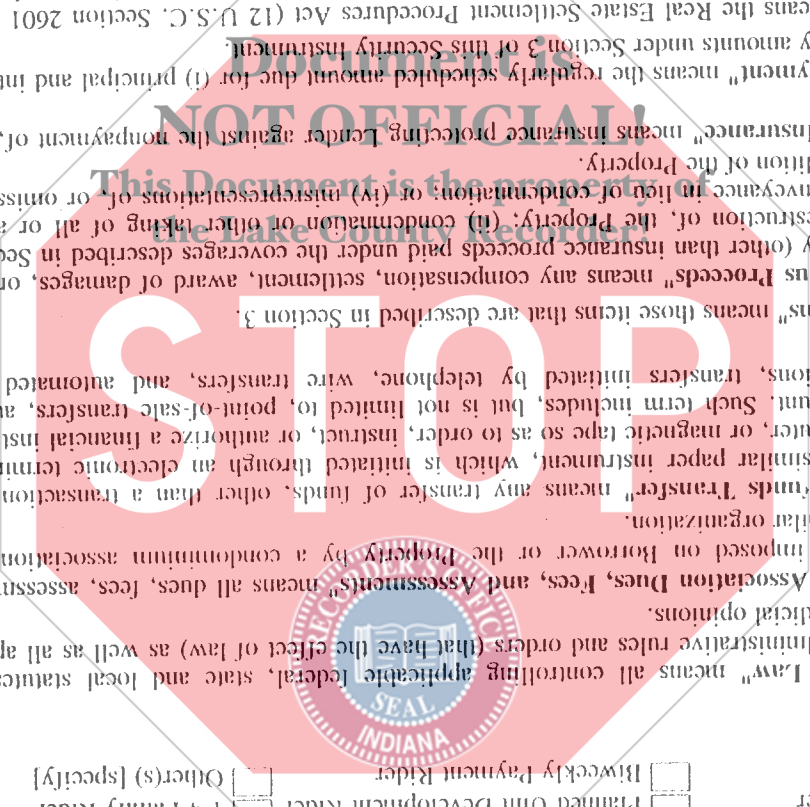 Planned Unit Development Rider
Biweekly Payment Rider Other(s) [specify]
Law" means all controlling applicable federal, state and local statutes
ministrative rules and orders (that have the effect of law) as well as all ap
dicial opinions.
Association Dues, Fees, and Assessments" means all dues, fees, assessm
imposed on Borrower or the Property by a condominium association
ilar organization.
Funds Transfer" means any transfer of funds, other than a transaction
similar paper instrument, which is initiated through an electronic termin
uter, or magnetic tape so as to order, instruct, or authorize a financial inst
unt. Such term includes, but is not limited to, point-of-sale transfers, au
ions, transfers initiated by telephone, wire transfers, and automated
ns" means those items that are described in Section 3.
us Proceeds" means any compensation, settlement, award of damages, or
y (other than insurance proceeds paid under the coverages described in Sec
estruction of, the Property; (ii) condemnation or other taking of all or a
nveyance in lieu of condemnation; or (iv) misrepresentations of, or omiss
dition of the Property.
Insurance" means insurance protecting Lender against the nonpayment of,
yment" means the regularly scheduled amount due for (i) principal and int
y amounts under Section 3 of this Security Instrument.
eans the Real Estate Settlement Procedures Act (12 U.S.C. Section 2601
Document is
NOT OFFICIAL!
This Document is the property of
the Lake County Recorder!
STOP
RECORDER'S OFFICE
SEAL
INDIANA